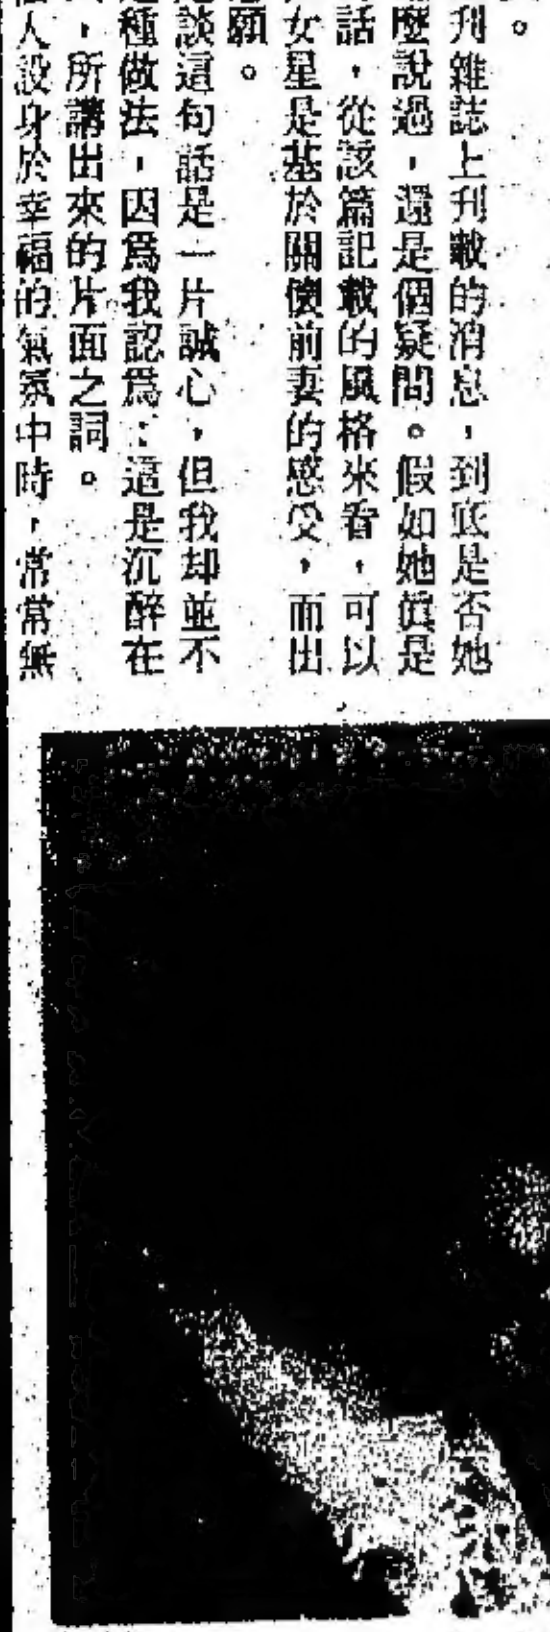 。
刊雜誌上刊載的消息，到底是否她
麼說過，還是個疑問。假如她眞是
話，從該篇記載的風格來看，可以
女星是基於關懷前妻的感受，而出
願。
談這句話是一片誠心，但我却並不
種做法，因爲我認爲：這是沉醉在
，所講出來的片面之詞。
人設身於幸福的氣氛中時，常常無